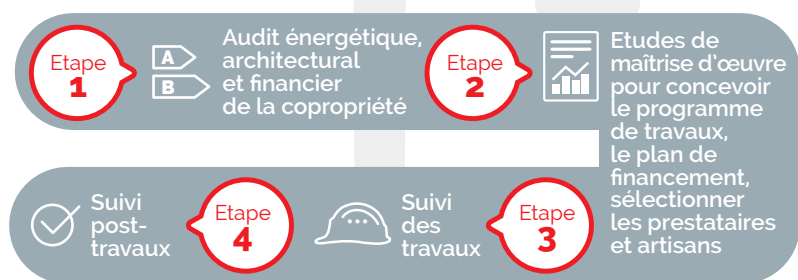 Etape
1
A
B
Audit énergétique,
architectural
et financier
de la copropriété
Etape
2
Etudes de
maîtrise d'œuvre
pour concevoir
le programme
de travaux,
le plan de
financement,
sélectionner
les prestataires
et artisans
Etape
3
Suivi
des
travaux
Etape
4
Suivi
post-
travaux